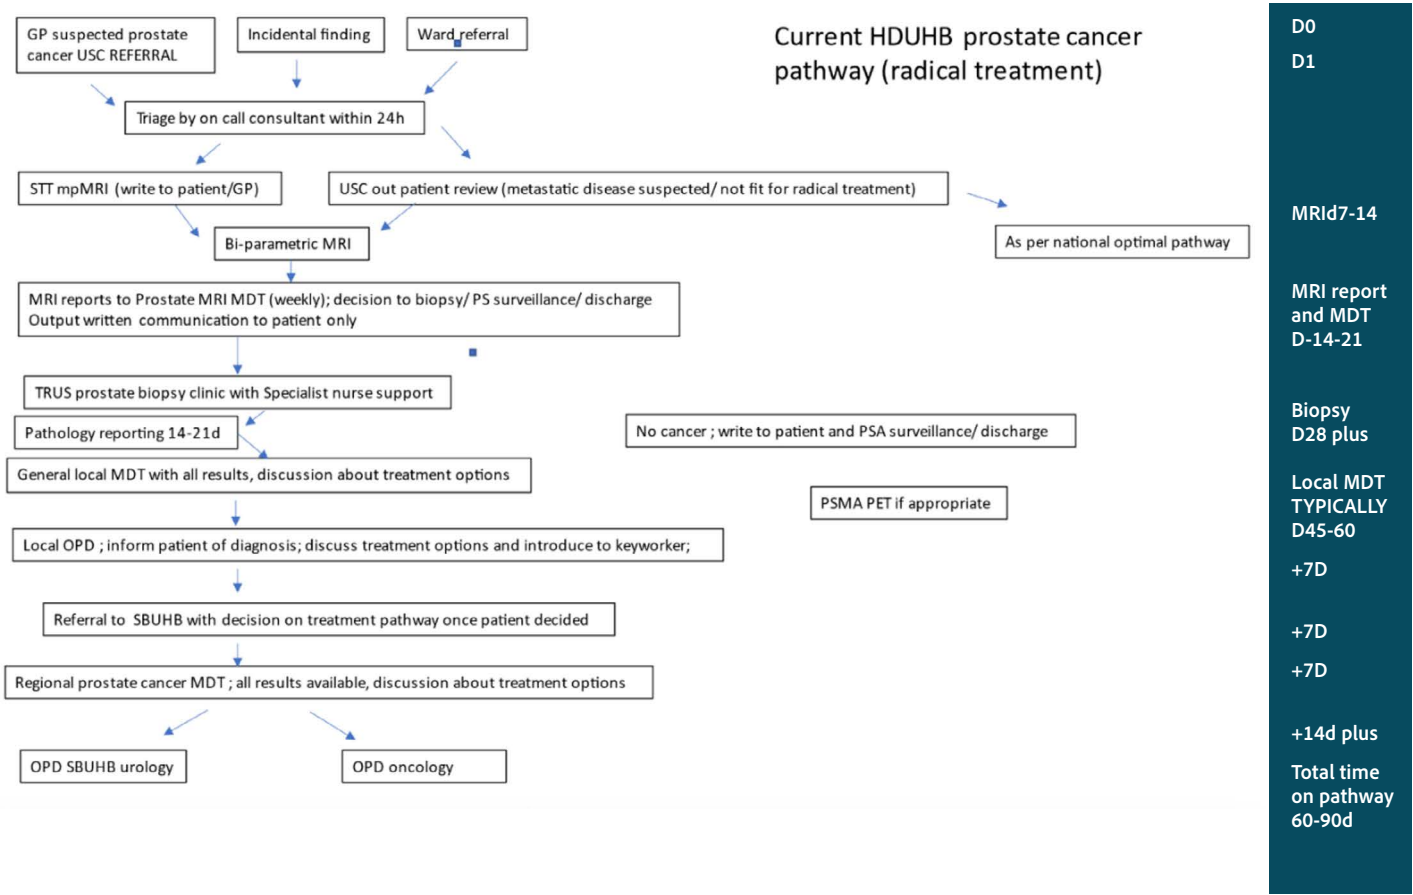 GP suspected prostate
cancer USC REFERRAL
Incidental finding
Ward referral
Current HDUHB prostate cancer
pathway (radical treatment)
Triage by on call consultant within 24h
STT mpMRI (write to patient/GP)
USC out patient review (metastatic disease suspected/ not fit for radical treatment)
Bi-parametric MRI
As per national optimal pathway
MRI reports to Prostate MRI MDT (weekly); decision to biopsy/ PS surveillance/ discharge
Output written communication to patient only
TRUS prostate biopsy clinic with Specialist nurse support
Pathology reporting 14-21d
No cancer ; write to patient and PSA surveillance/ discharge
General local MDT with all results, discussion about treatment options
PSMA PET if appropriate
Local OPD ; inform patient of diagnosis; discuss treatment options and introduce to keyworker;
Referral to SBUHB with decision on treatment pathway once patient decided
Regional prostate cancer MDT ; all results available, discussion about treatment options
OPD SBUHB urology
OPD oncology
D0
D1
MRId7-14
MRI report
and MDT
D-14-21
Biopsy
D28 plus
Local MDT
TYPICALLY
D45-60
+7D
+7D
+7D
+14d plus
Total time
on pathway
60-90d